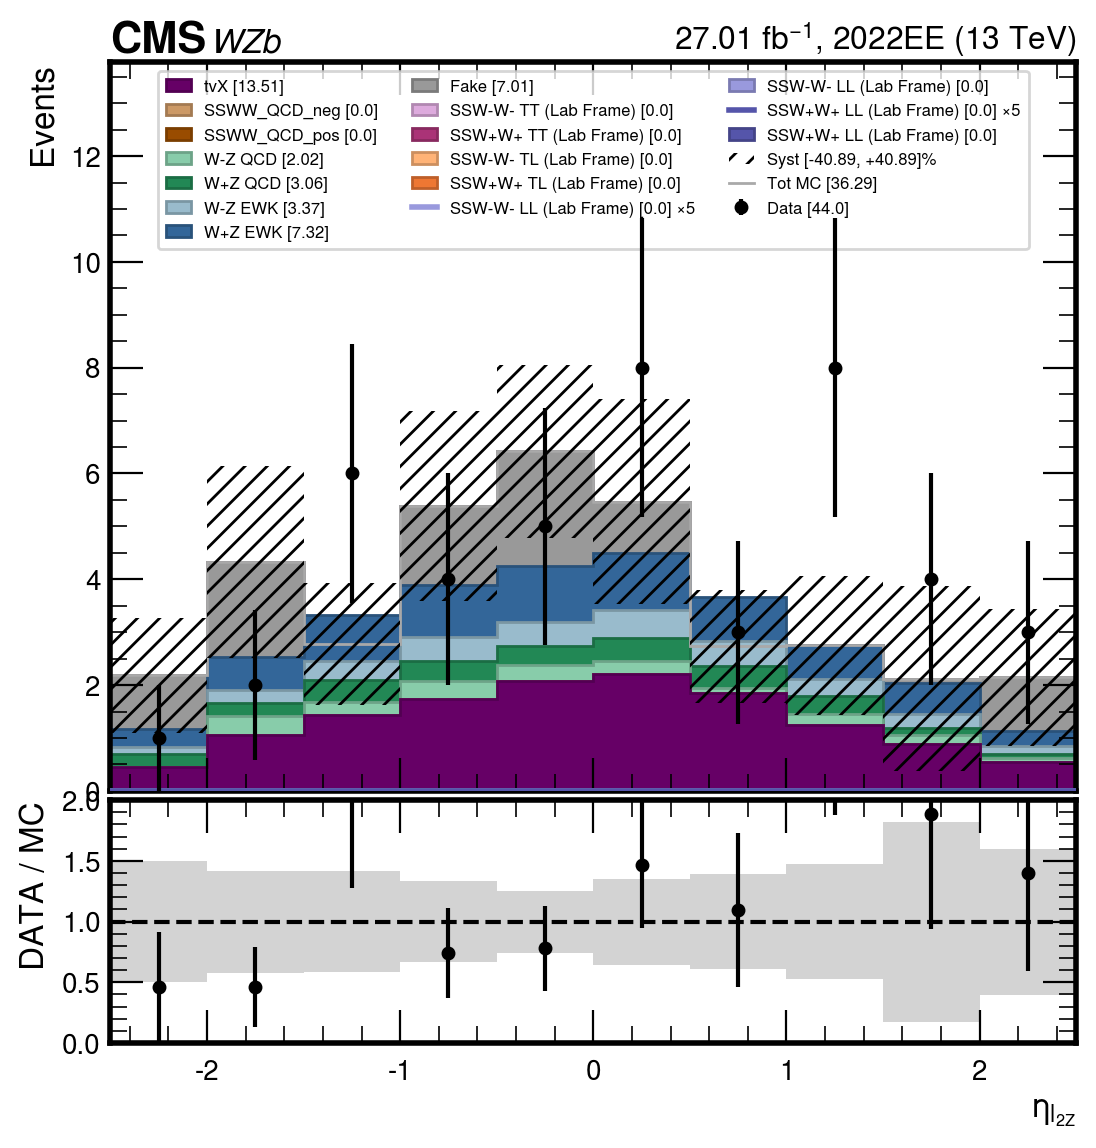 CMS WZb 27.01 fb⁻¹, 2022EE (13 TeV)
Events
tvX [13.51]
SSWW_QCD_neg [0.0]
SSWW_QCD_pos [0.0]
W-Z QCD [2.02]
W+Z QCD [3.06]
W-Z EWK [3.37]
W+Z EWK [7.32]
Fake [7.01]
SSW-W- TT (Lab Frame) [0.0]
SSW+W+ TT (Lab Frame) [0.0]
SSW-W- TL (Lab Frame) [0.0]
SSW+W+ TL (Lab Frame) [0.0]
SSW-W- LL (Lab Frame) [0.0] ×5
SSW-W- LL (Lab Frame) [0.0]
SSW+W+ LL (Lab Frame) [0.0] ×5
SSW+W+ LL (Lab Frame) [0.0]
Syst [-40.89, +40.89]%
Tot MC [36.29]
Data [44.0]
12
10
8
6
4
2
0
DATA / MC
2.0
1.5
1.0
0.5
0.0
-2 -1 0 1 2
η_l_2Z